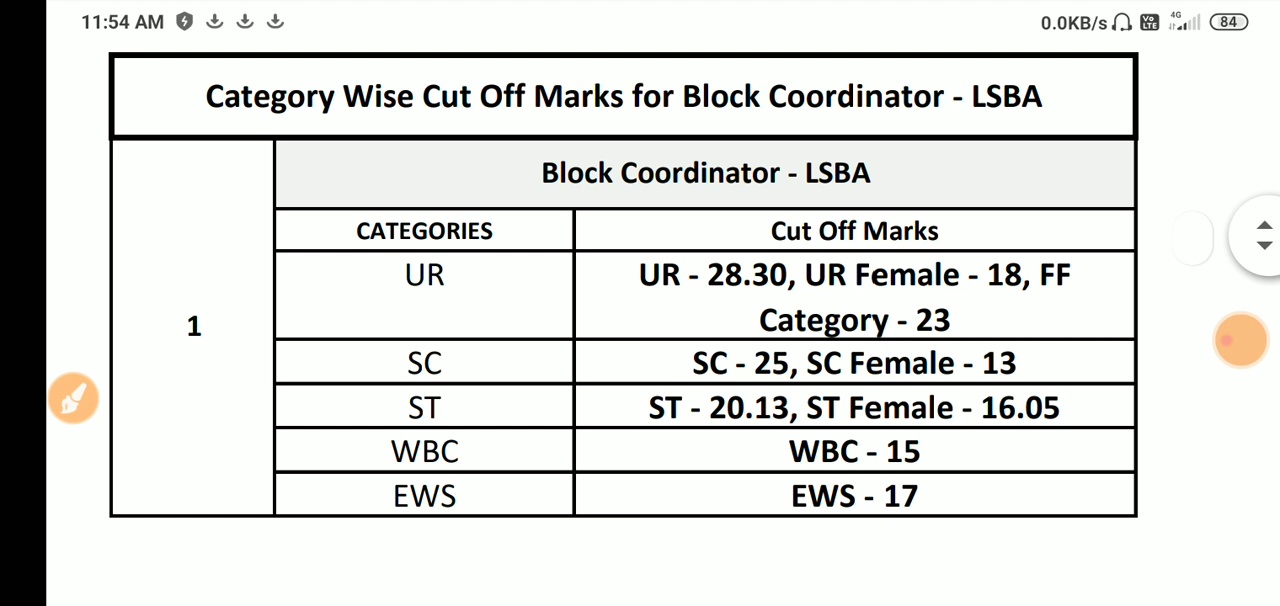 11:54 AM
0.0KB/s Vo LTE 4G 84
Category Wise Cut Off Marks for Block Coordinator - LSBA
Block Coordinator - LSBA
CATEGORIES Cut Off Marks
1
UR UR - 28.30, UR Female - 18, FF
Category - 23
SC SC - 25, SC Female - 13
ST ST - 20.13, ST Female - 16.05
WBC WBC - 15
EWS EWS - 17